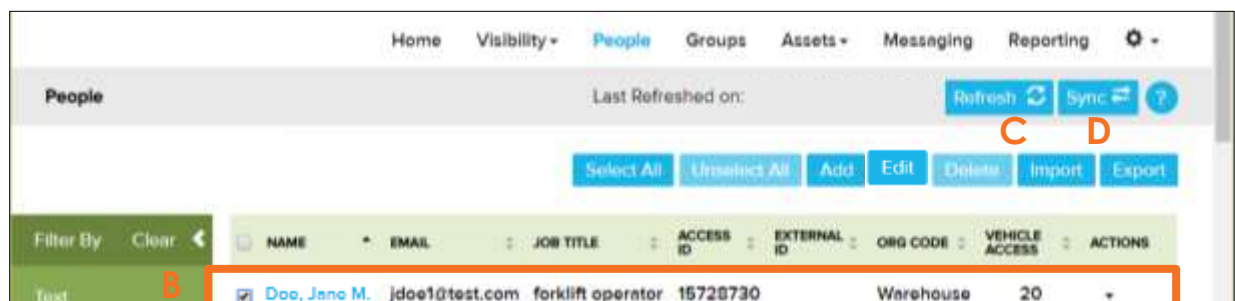 Home Visibility People Groups Assets Messaging Reporting
People Last Refreshed on: Refresh Sync ?
C D
Select All Unselect All Add Edit Delete Import Export
Filter By Clear NAME EMAIL JOB TITLE ACCESS ID EXTERNAL ID ORG CODE VEHICLE ACCESS ACTIONS
Text B Doe, Jane M. jdoe1@test.com forklift operator 15728730 Warehouse 20